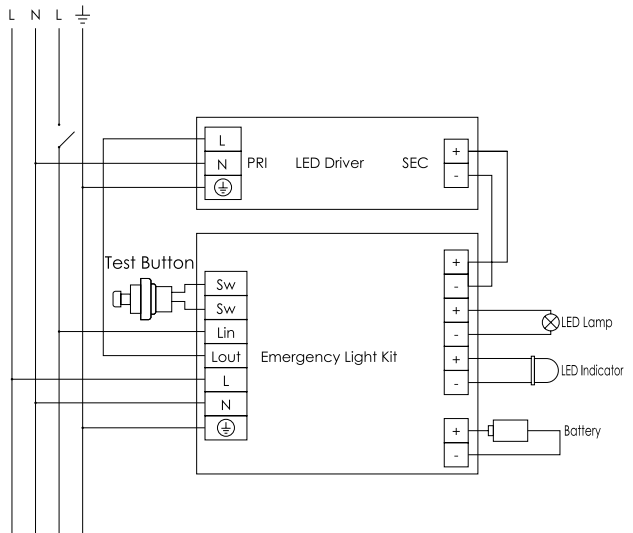 L N L
L
N PRI LED Driver SEC
+
-
Test Button
Sw
Sw
Lin
Lout Emergency Light Kit
L
N
+
-
+
-
+
-
LED Lamp
LED Indicator
+
-
Battery